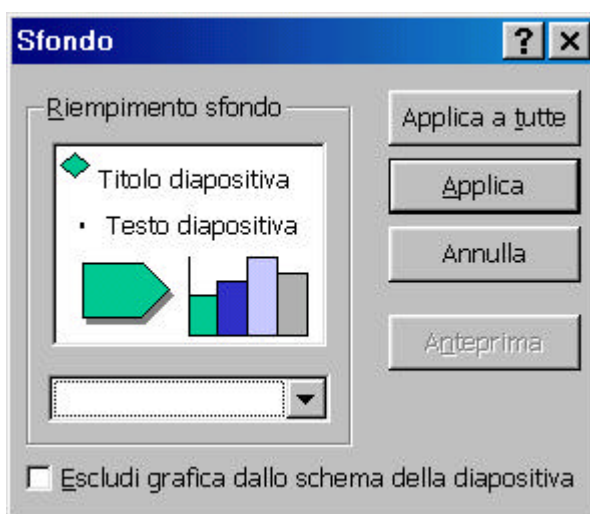 Sfondo
Riempimento sfondo
Titolo diapositiva
· Testo diapositiva
Applica a tutte
Applica
Annulla
Anteprima
Escludi grafica dallo schema della diapositiva